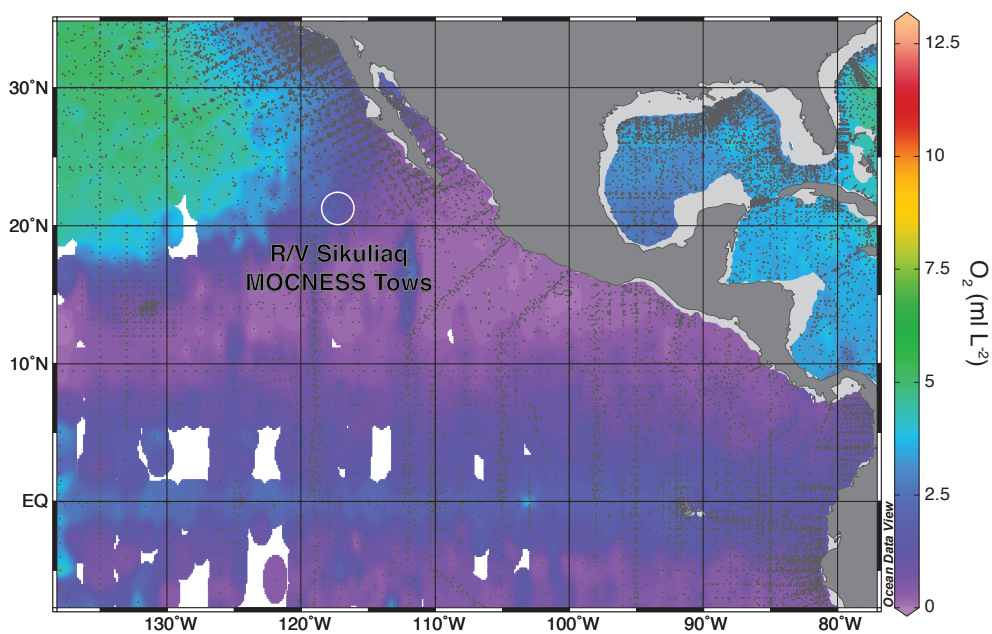 30°N
20°N
10°N
EQ
130°W
120°W
110°W
100°W
90°W
80°W
R/V Sikuliaq
MOCNESS Tows
Ocean Data View
12.5
10
7.5
5
2.5
0
O₂ (ml L⁻²)